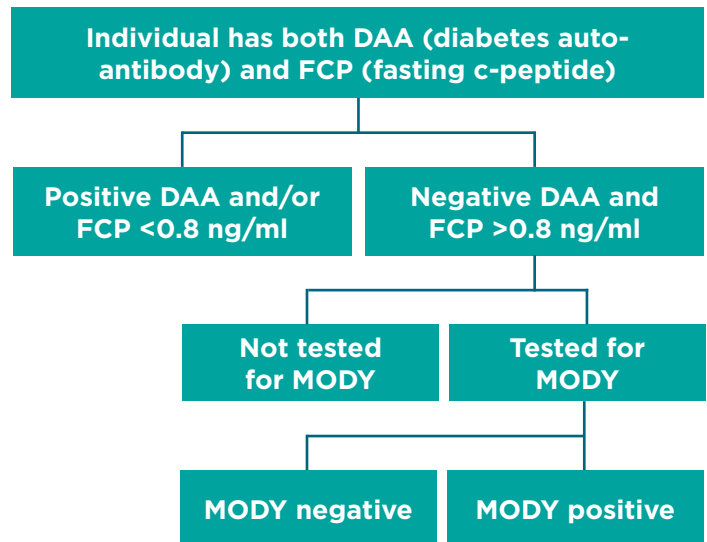 Individual has both DAA (diabetes auto-
antibody) and FCP (fasting c-peptide)
Positive DAA and/or
FCP <0.8 ng/ml
Negative DAA and
FCP >0.8 ng/ml
Not tested
for MODY
Tested for
MODY
MODY negative
MODY positive